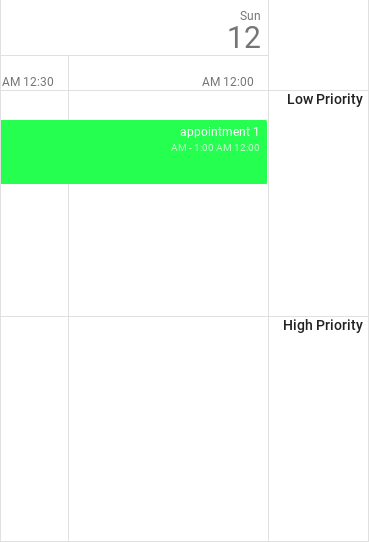 Sun
12
AM 12:30
AM 12:00
Low Priority
appointment 1
AM - 1:00 AM 12:00
High Priority